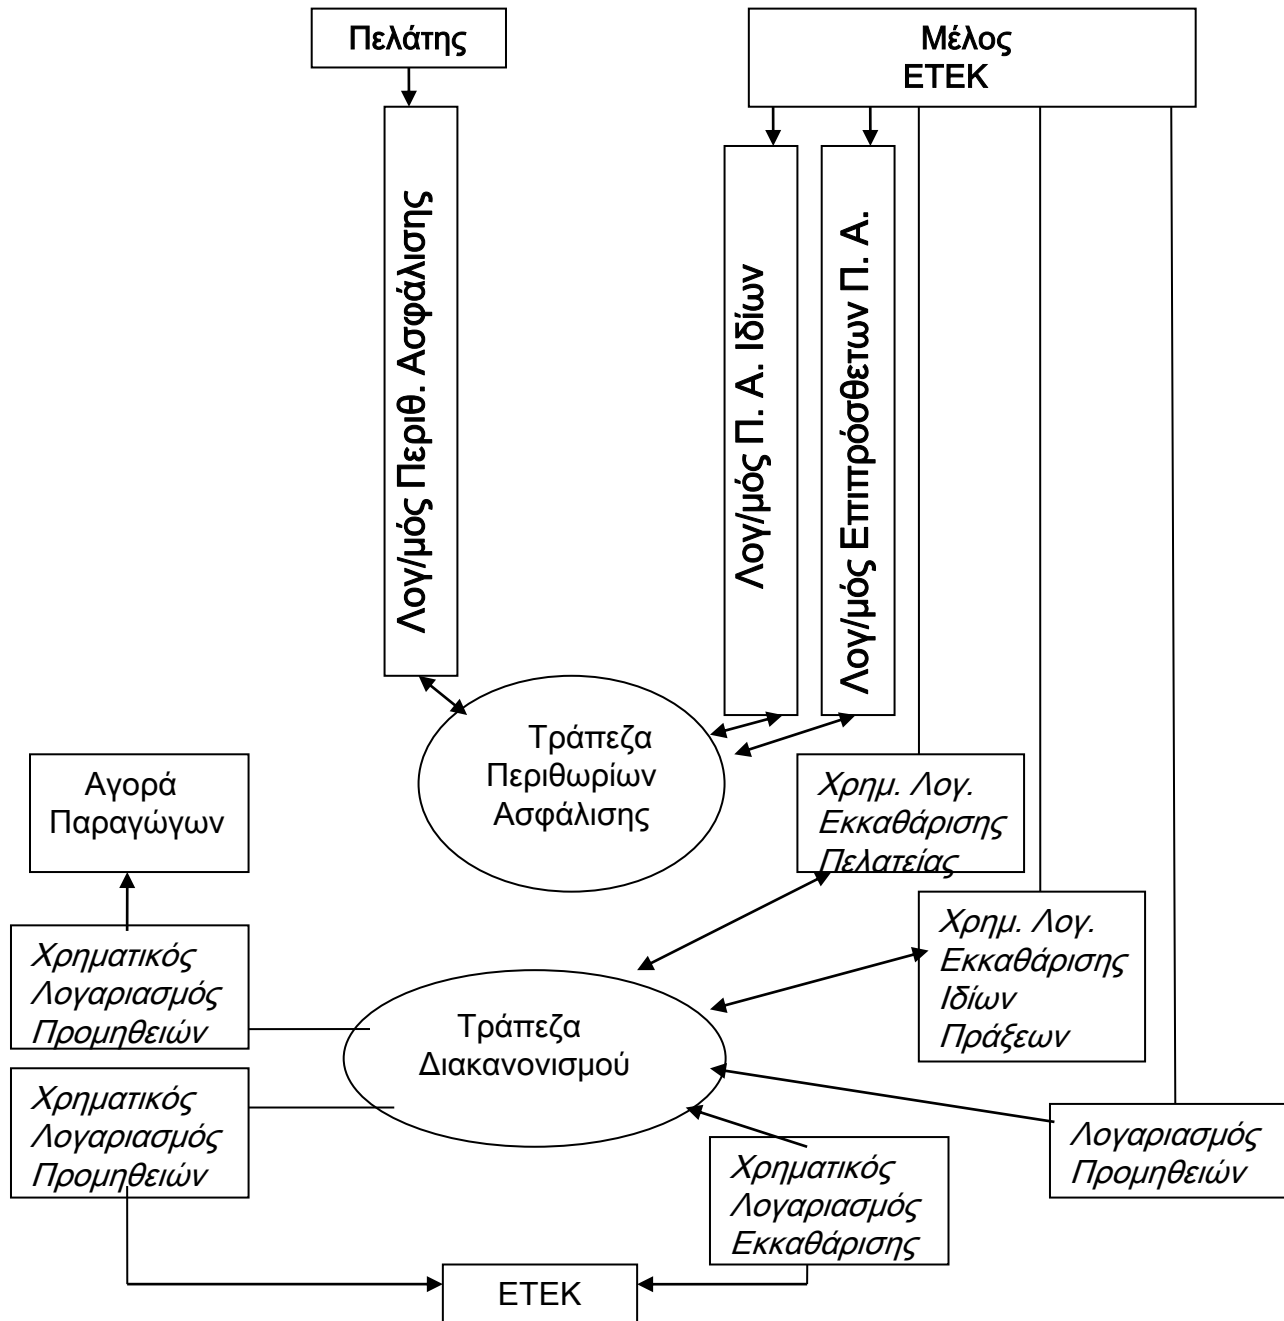 Πελάτης
Μέλος
ΕΤΕΚ
Λογ/μός Περιθ. Ασφάλισης
Λογ/μός Π. Α. Ιδίων
Λογ/μός Επιπρόσθετων Π. Α.
Τράπεζα
Περιθωρίων
Ασφάλισης
Αγορά
Παραγώγων
Χρημ. Λογ.
Εκκαθάρισης
Πελατείας
Χρηματικός
Λογαριασμός
Προμηθειών
Χρημ. Λογ.
Εκκαθάρισης
Ιδίων
Πράξεων
Τράπεζα
Διακανονισμού
Χρηματικός
Λογαριασμός
Προμηθειών
Λογαριασμός
Προμηθειών
Χρηματικός
Λογαριασμός
Εκκαθάρισης
ΕΤΕΚ